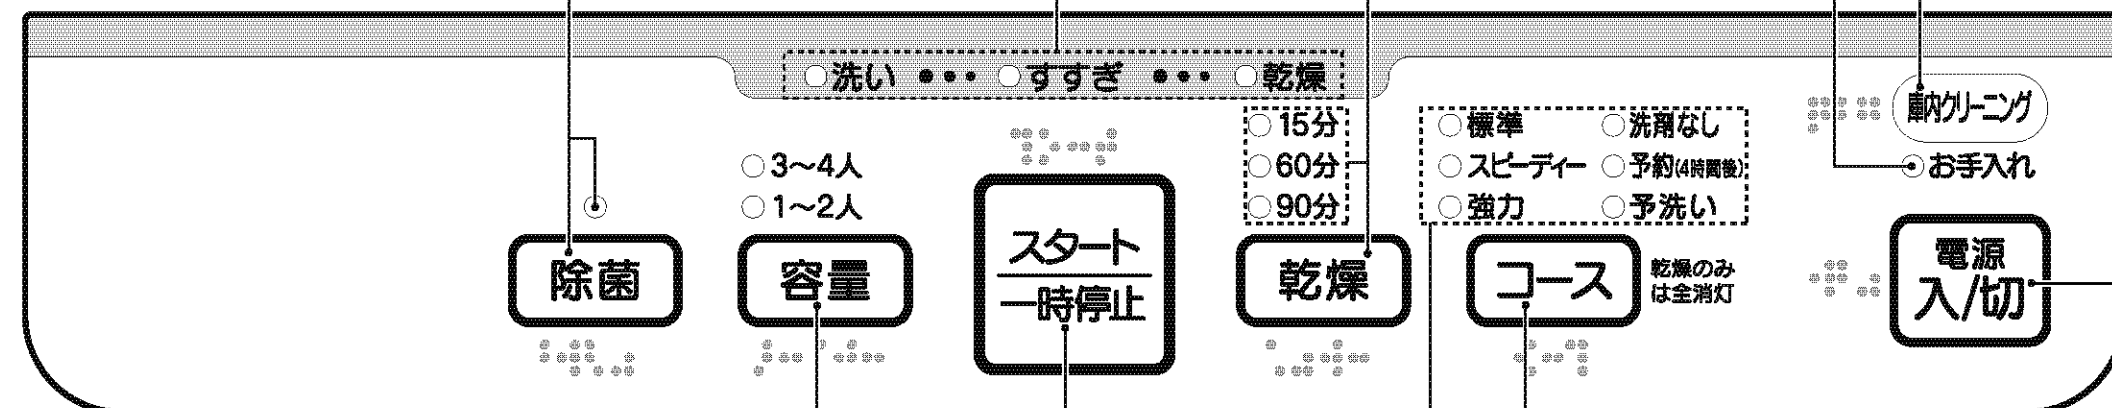 洗い ••• すすぎ ••• 乾燥
庫内クリーニング
15分
60分
90分
標準
スピーディー
強力
洗剤なし
予約(4時間後)
予洗い
お手入れ
3～4人
1～2人
除菌
容量
スタート
一時停止
乾燥
コース
乾燥のみ
は全消灯
電源
入/切